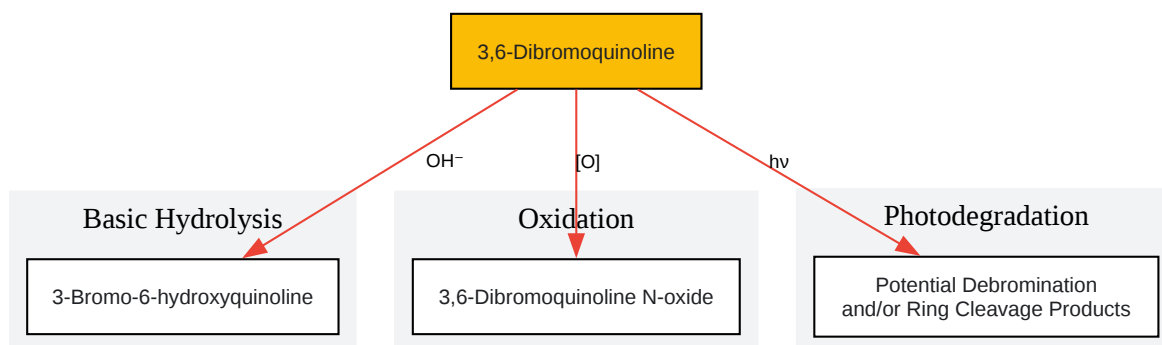 3,6-Dibromoquinoline
OH⁻
[O]
hν
Basic Hydrolysis
Oxidation
Photodegradation
3-Bromo-6-hydroxyquinoline
3,6-Dibromoquinoline N-oxide
Potential Debromination
and/or Ring Cleavage Products